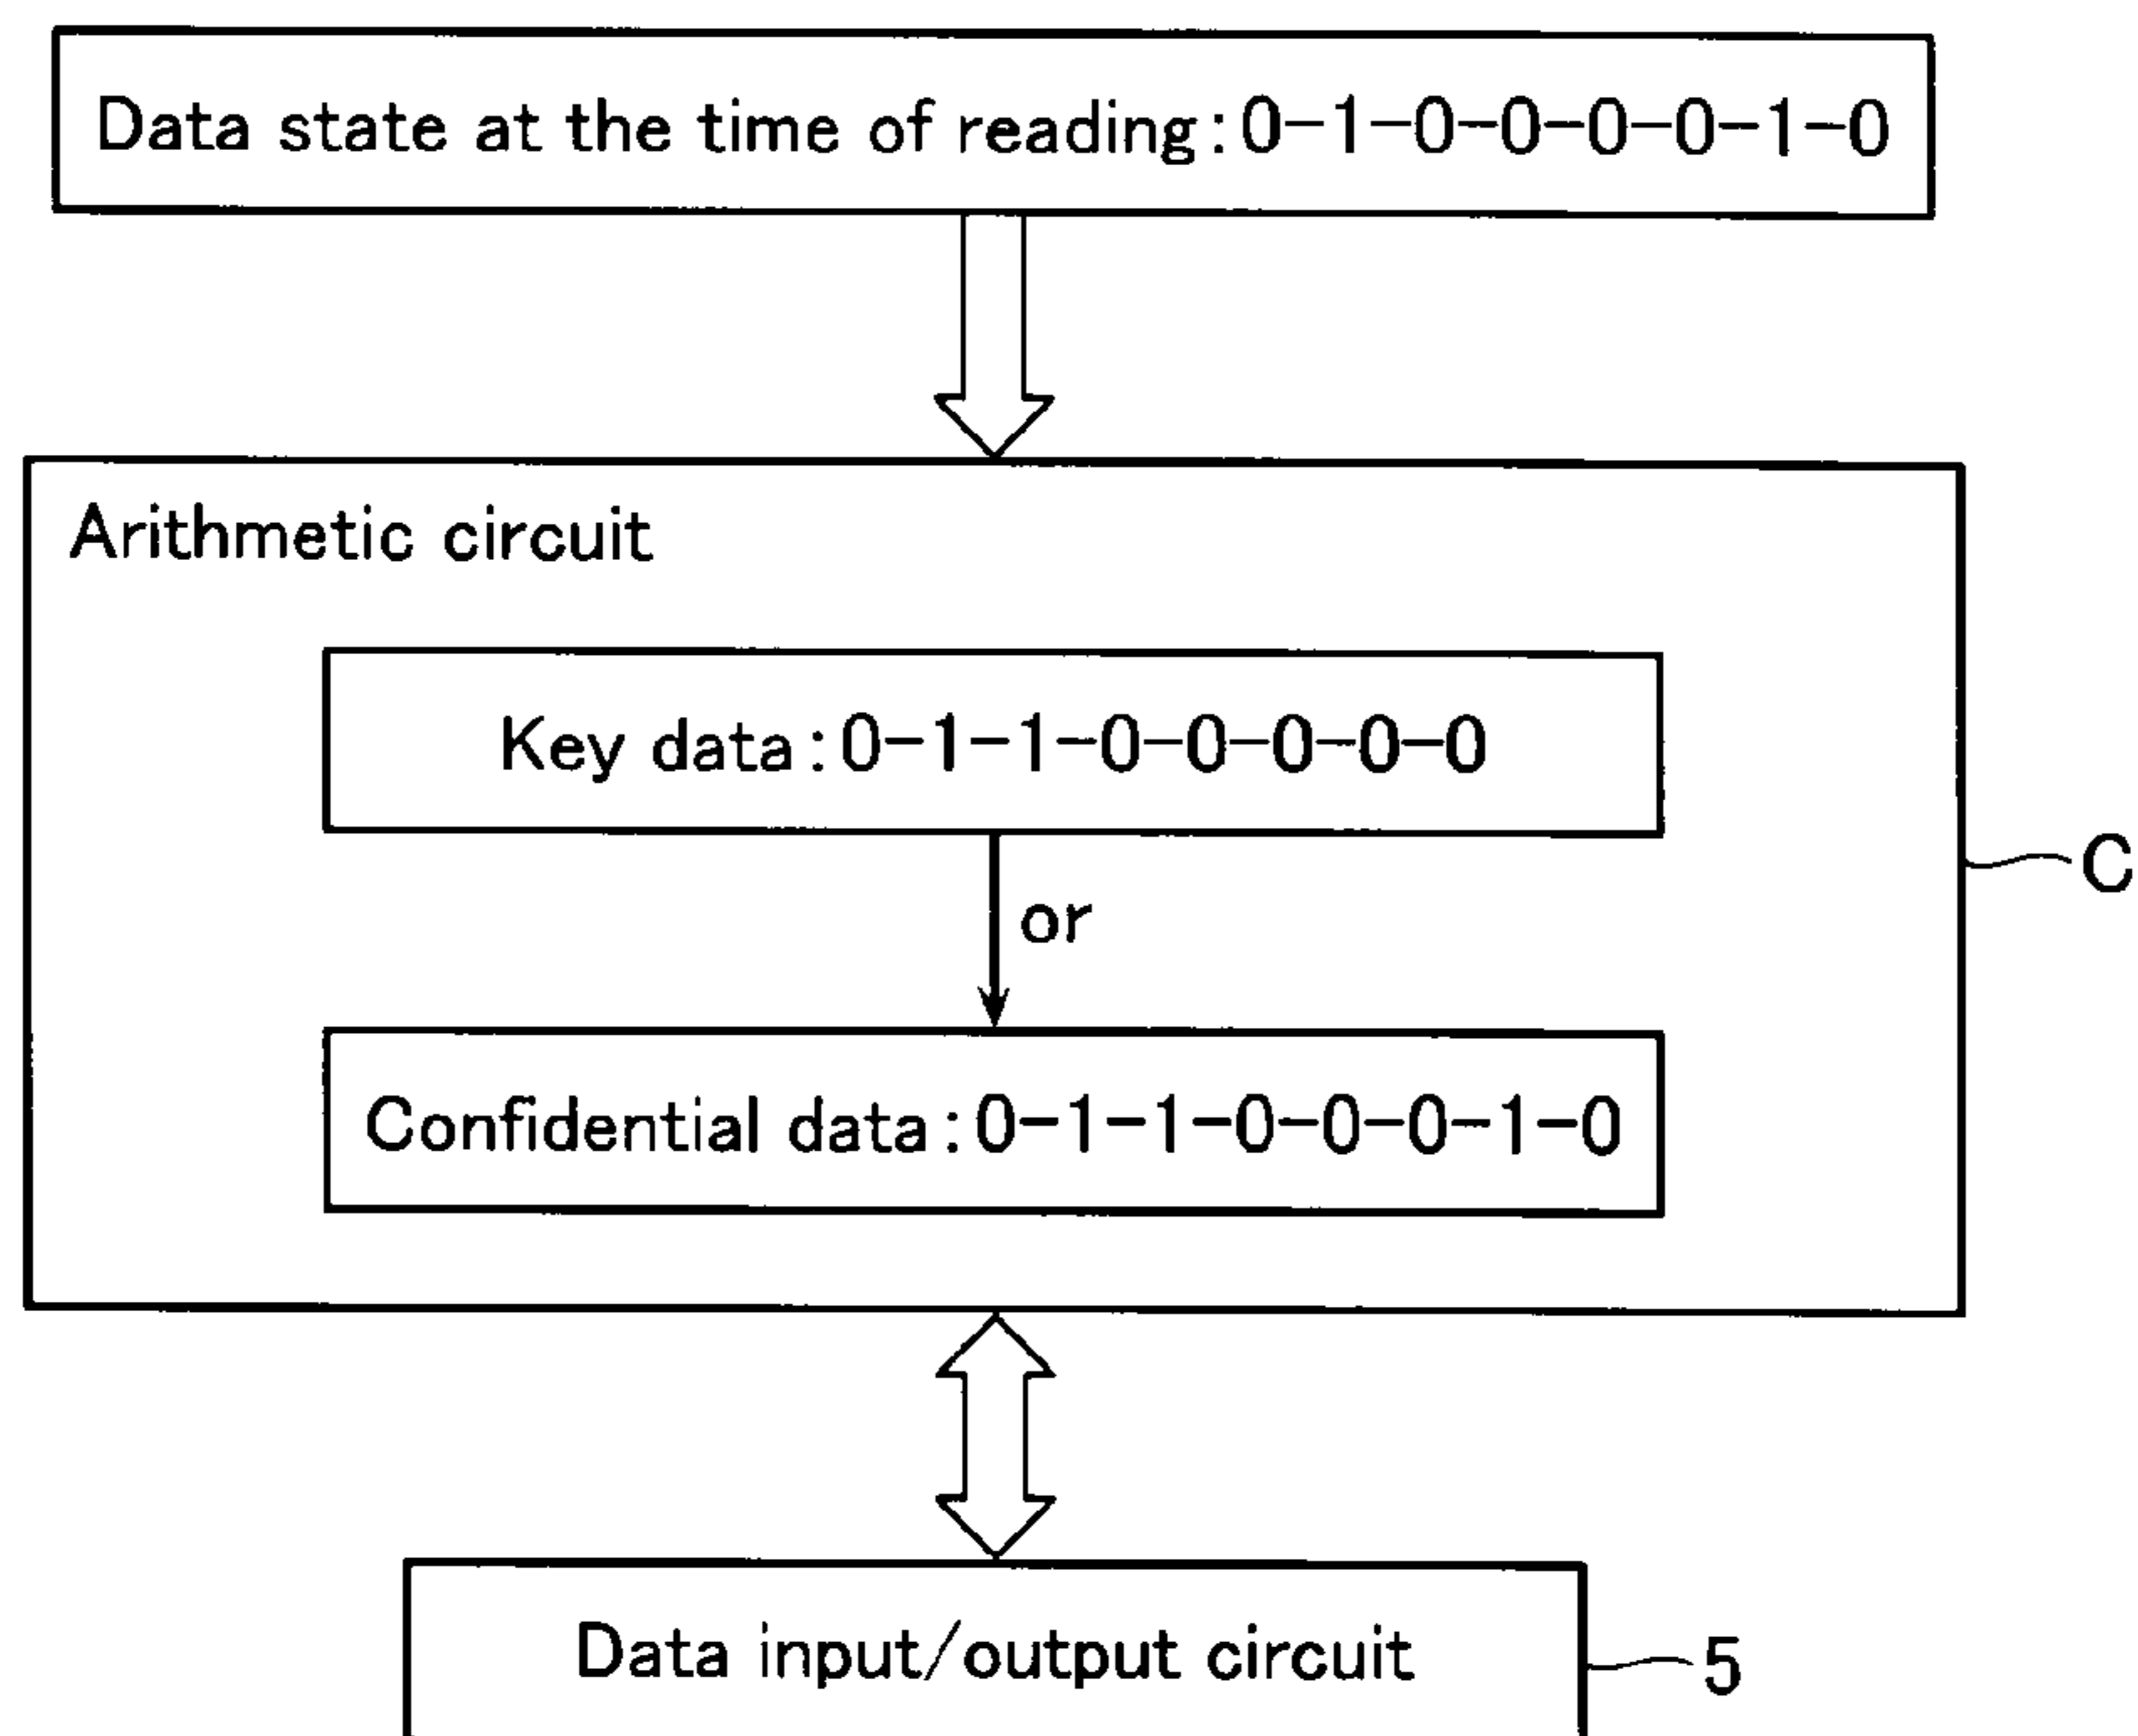 Data state at the time of reading:0-1-0-0-0-0-1-0
Arithmetic circuit
Key data:0-1-1-0-0-0-0-0
C
or
Confidential data:0-1-1-0-0-0-1-0
Data input/output circuit
5